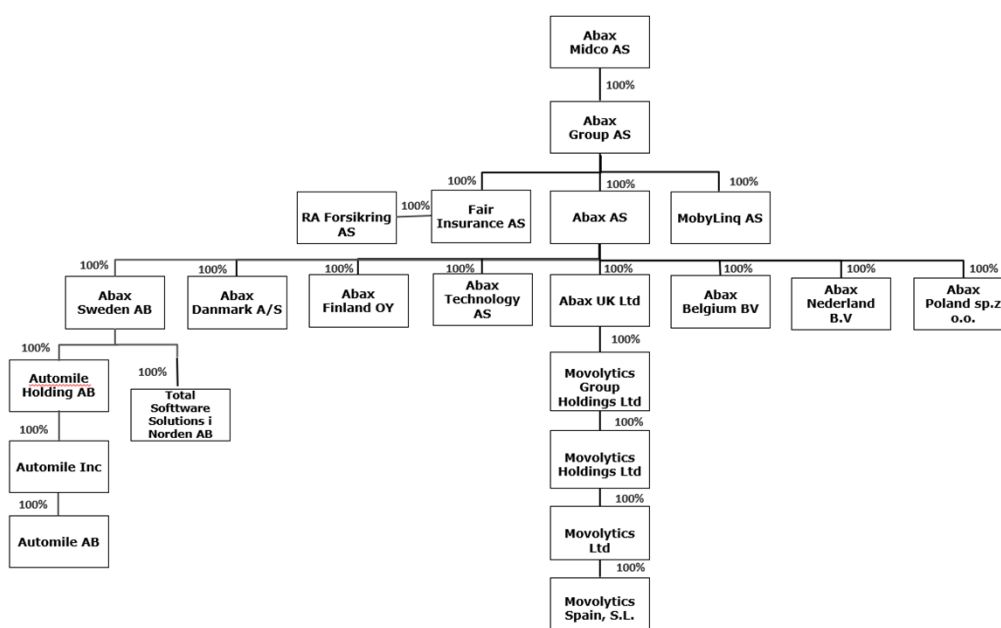 Abax
Midco AS
100%
Abax
Group AS
100%
100%
100%
RA Forsikring
AS
100%
Fair
Insurance AS
Abax AS
MobyLinq AS
100%
100%
100%
100%
100%
100%
100%
100%
Abax
Sweden AB
Abax
Danmark A/S
Abax
Finland OY
Abax
Technology
AS
Abax UK Ltd
Abax
Belgium BV
Abax
Nederland
B.V
Abax
Poland sp.z
o.o.
100%
100%
100%
Automile
Holding AB
Total
Softtware
Solutions i
Norden AB
Movolytics
Group
Holdings Ltd
100%
100%
Automile Inc
Movolytics
Holdings Ltd
100%
100%
Automile AB
Movolytics
Ltd
100%
Movolytics
Spain, S.L.